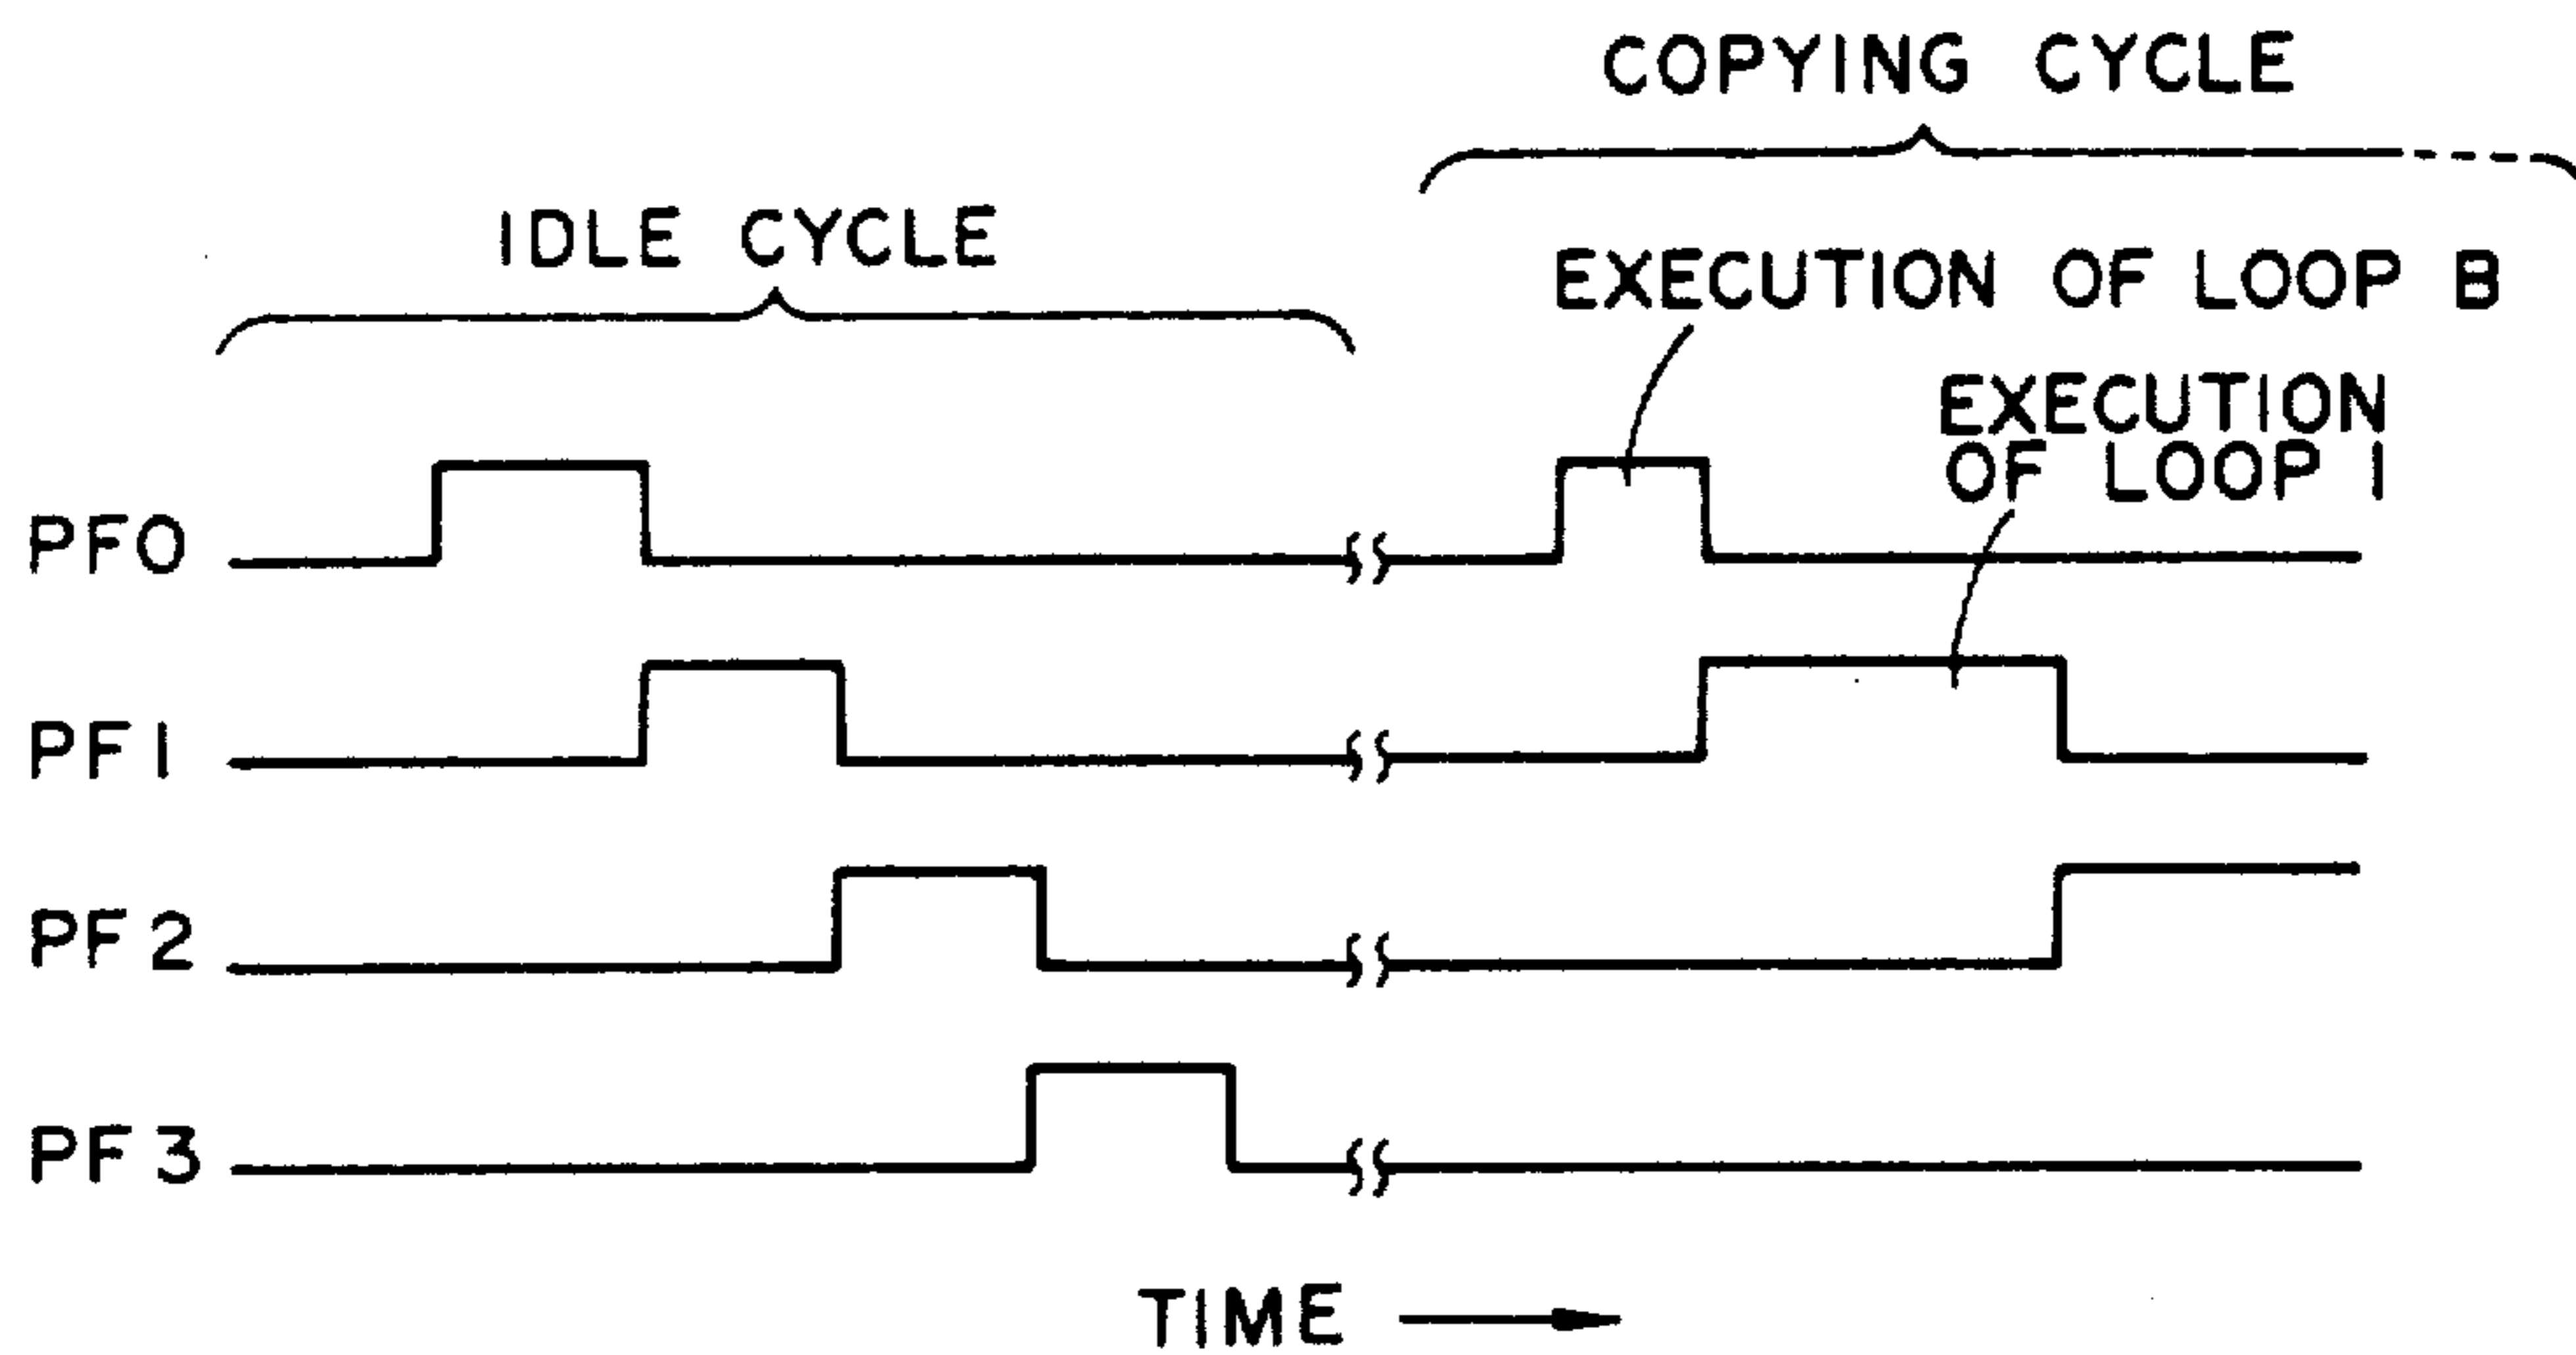 COPYING CYCLE
IDLE CYCLE
EXECUTION OF LOOP B
EXECUTION
OF LOOP I
PF0
PF1
PF2
PF3
TIME